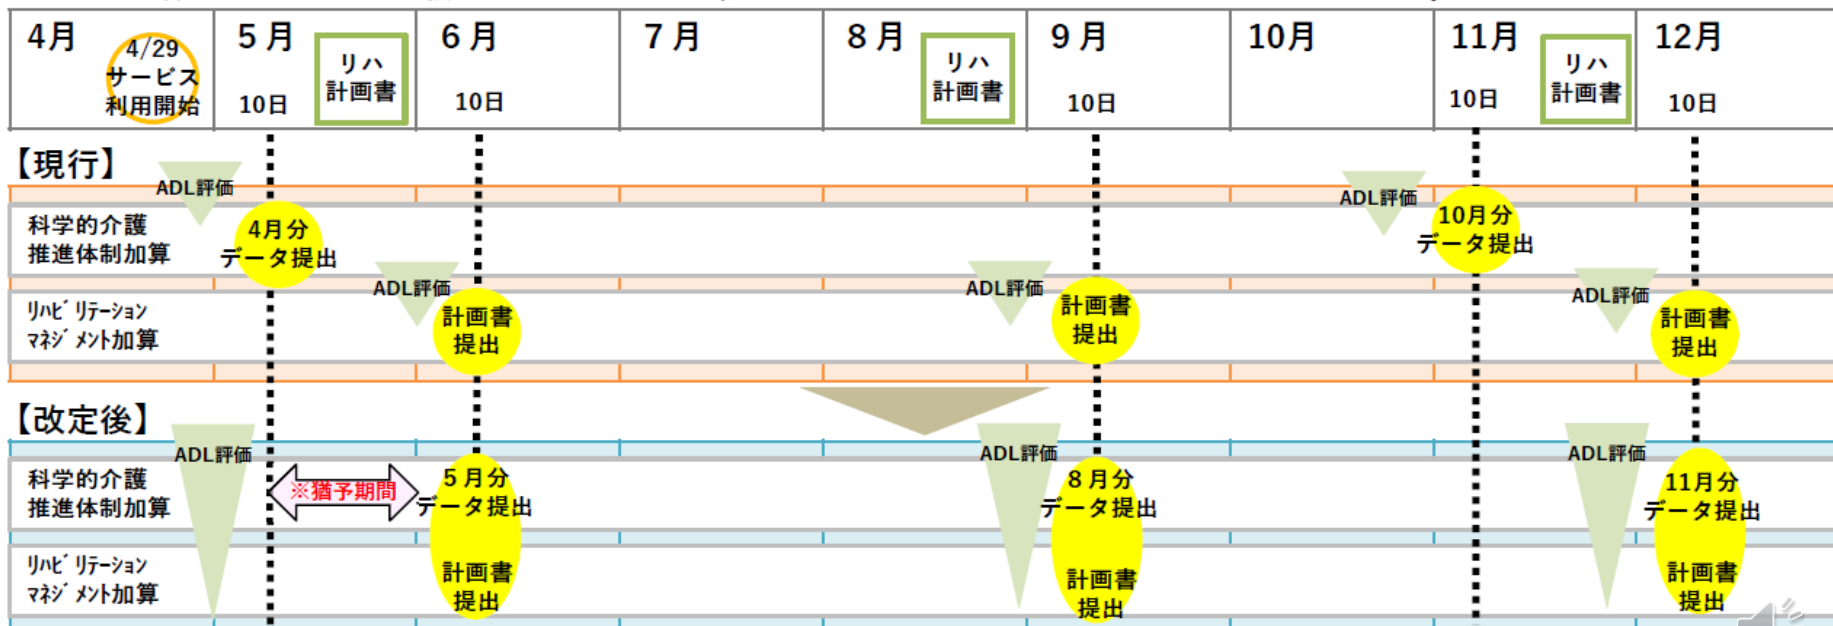 4月
4/29
サービス
利用開始
5月
10日
リハ
計画書
6月
10日
7月
8月
リハ
計画書
9月
10日
10月
11月
10日
リハ
計画書
12月
10日
【現行】
ADL評価
ADL評価
科学的介護
推進体制加算
4月分
データ提出
10月分
データ提出
ADL評価
ADL評価
ADL評価
ﾘﾊﾋﾞﾘﾃｰｼｮﾝ
ﾏﾈｼﾞﾒﾝﾄ加算
計画書
提出
計画書
提出
計画書
提出
【改定後】
ADL評価
ADL評価
ADL評価
科学的介護
推進体制加算
※猶予期間
5月分
データ提出
8月分
データ提出
11月分
データ提出
ﾘﾊﾋﾞﾘﾃｰｼｮﾝ
ﾏﾈｼﾞﾒﾝﾄ加算
計画書
提出
計画書
提出
計画書
提出